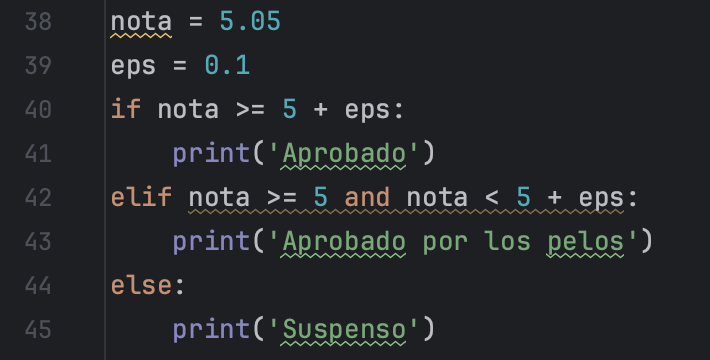 38 nota = 5.05
39 eps = 0.1
40 if nota >= 5 + eps:
41     print('Aprobado')
42 elif nota >= 5 and nota < 5 + eps:
43     print('Aprobado por los pelos')
44 else:
45     print('Suspenso')